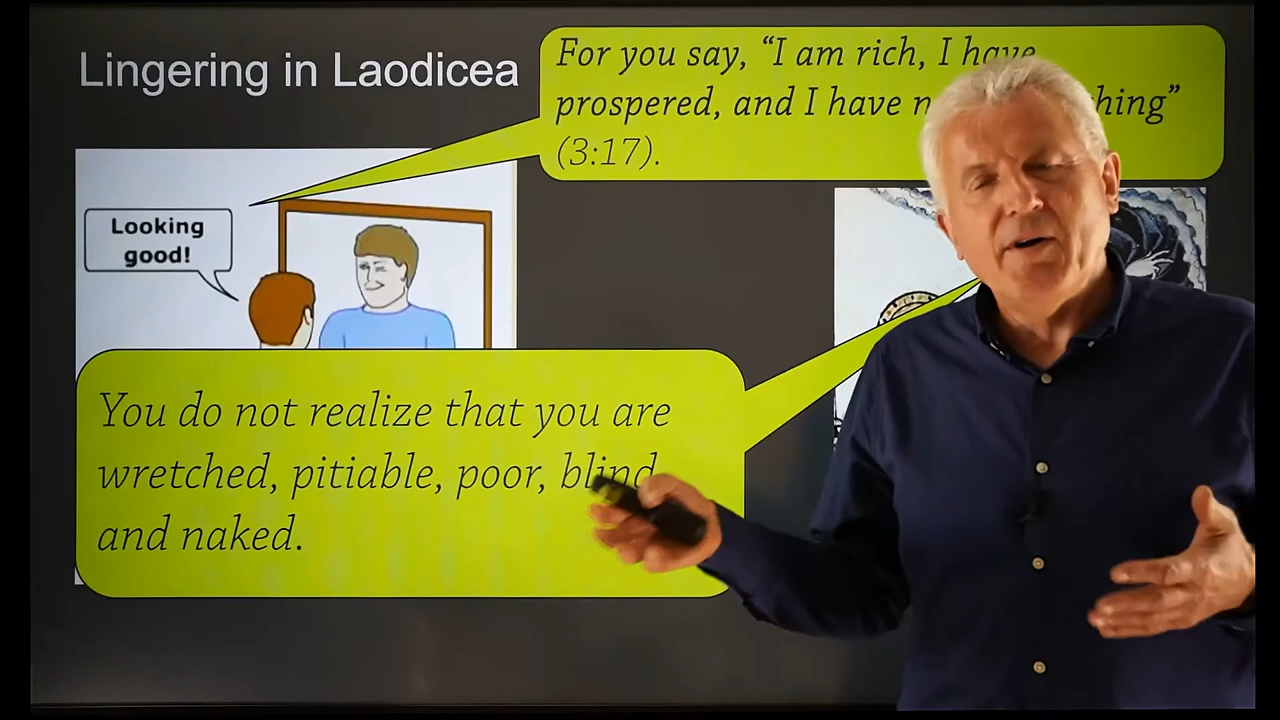 Lingering in Laodicea
For you say, “I am rich, I have
prospered, and I have n hing”
(3:17).
Looking
good!
You do not realize that you are
wretched, pitiable, poor, blind
and naked.